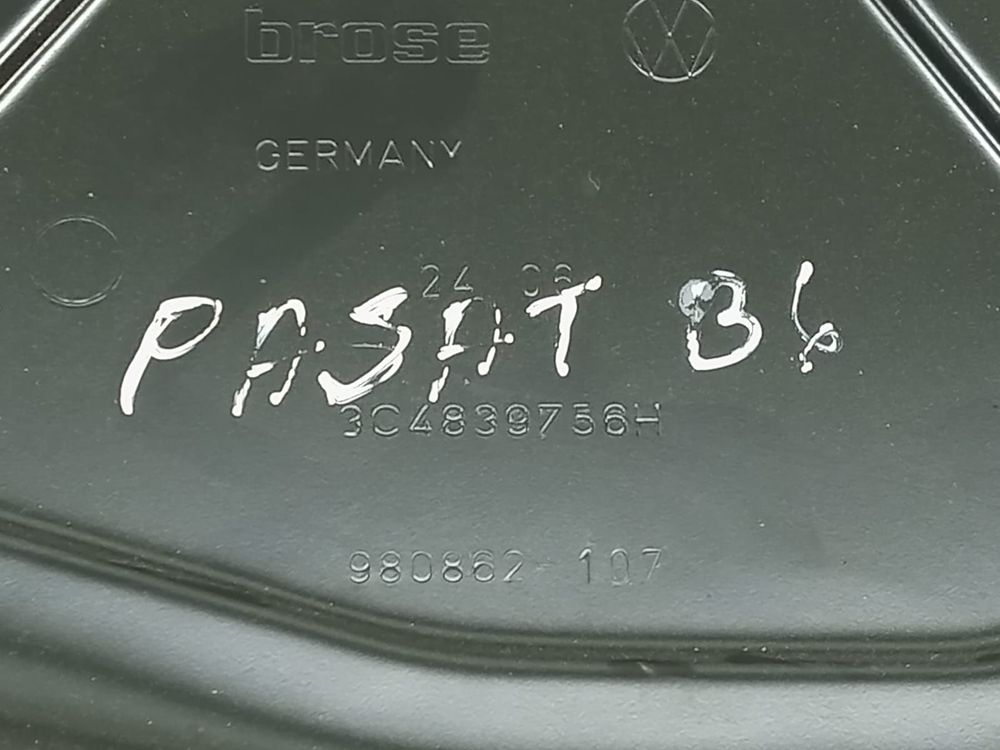 brose
GERMANY
24 06
PASAT B6
3C4839756H
980862-107